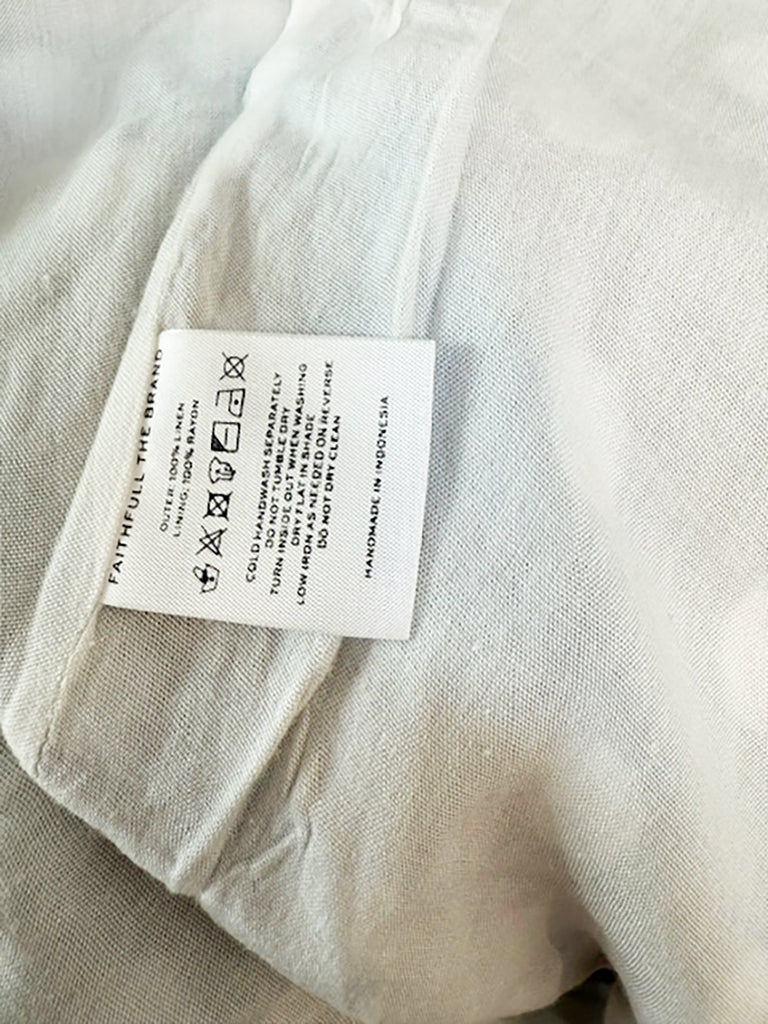 FAITHFULL THE BRAND
OUTER: 100% LINEN
LINING: 100% RAYON
COLD HANDWASH SEPARATELY
DO NOT TUMBLE DRY
TURN INSIDE OUT WHEN WASHING
DRY FLAT IN SHADE
LOW IRON AS NEEDED ON REVERSE
DO NOT DRY CLEAN
HANDMADE IN INDONESIA